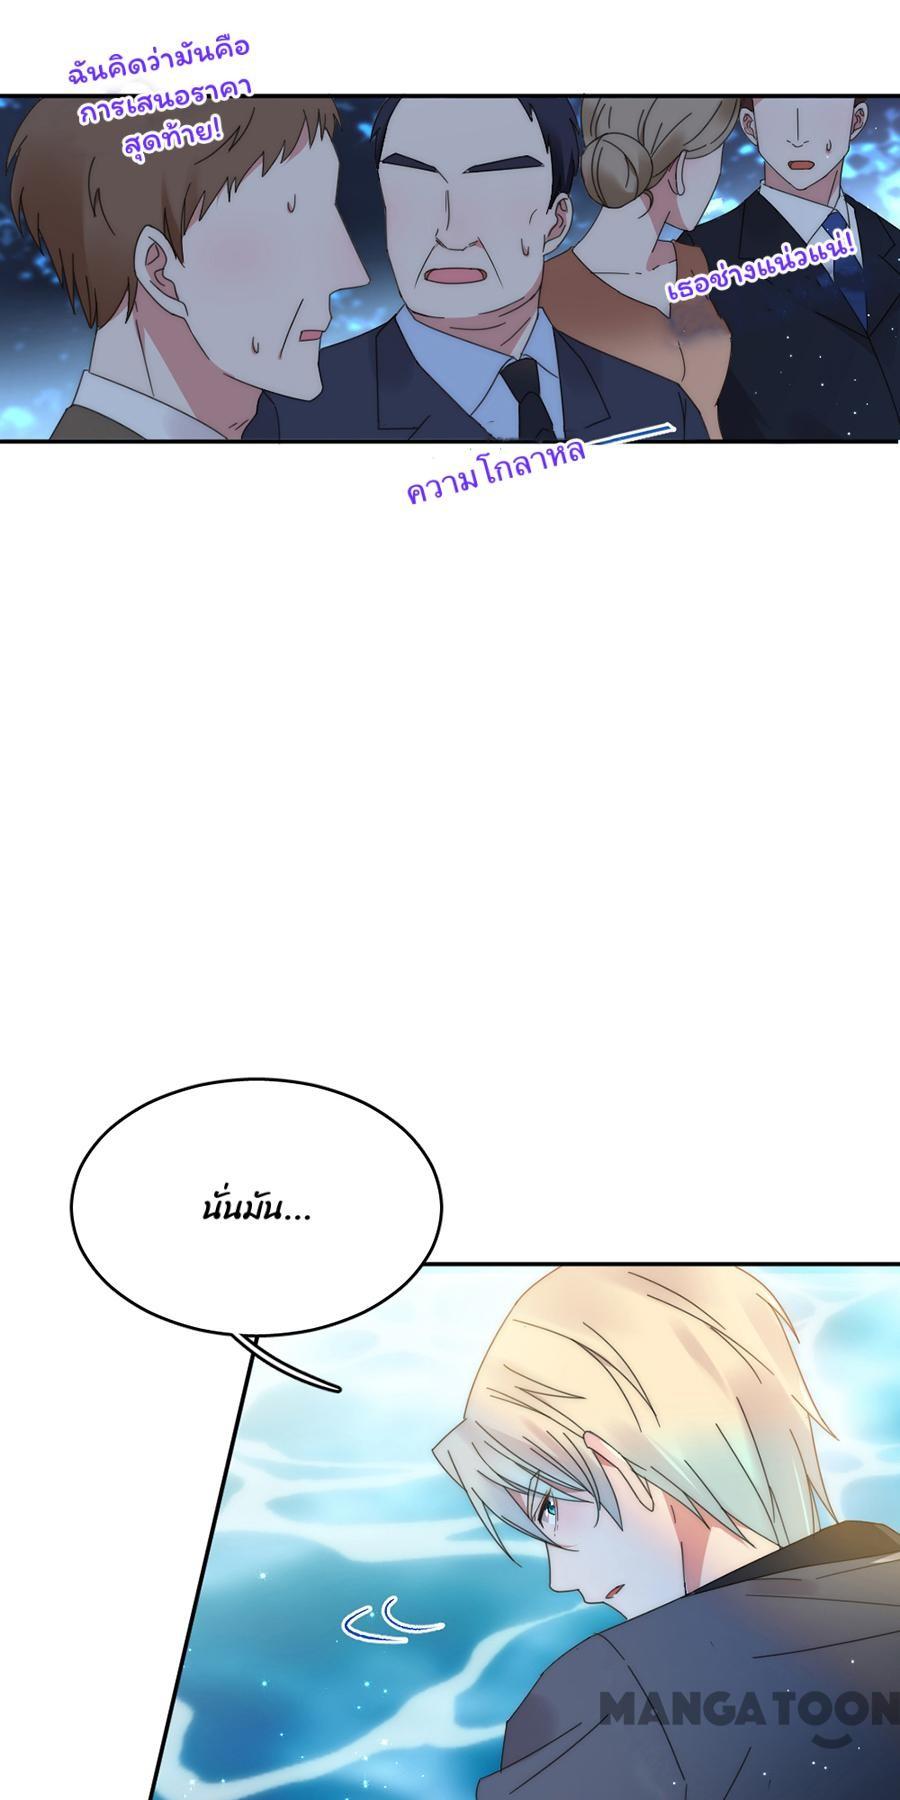 ฉันคิดว่ามันคือ
การเสนอราคา
สุดท้าย!
เธอช่างแน่วแน่!
ความโกลาหล
นั่นมัน...
MANGATOON